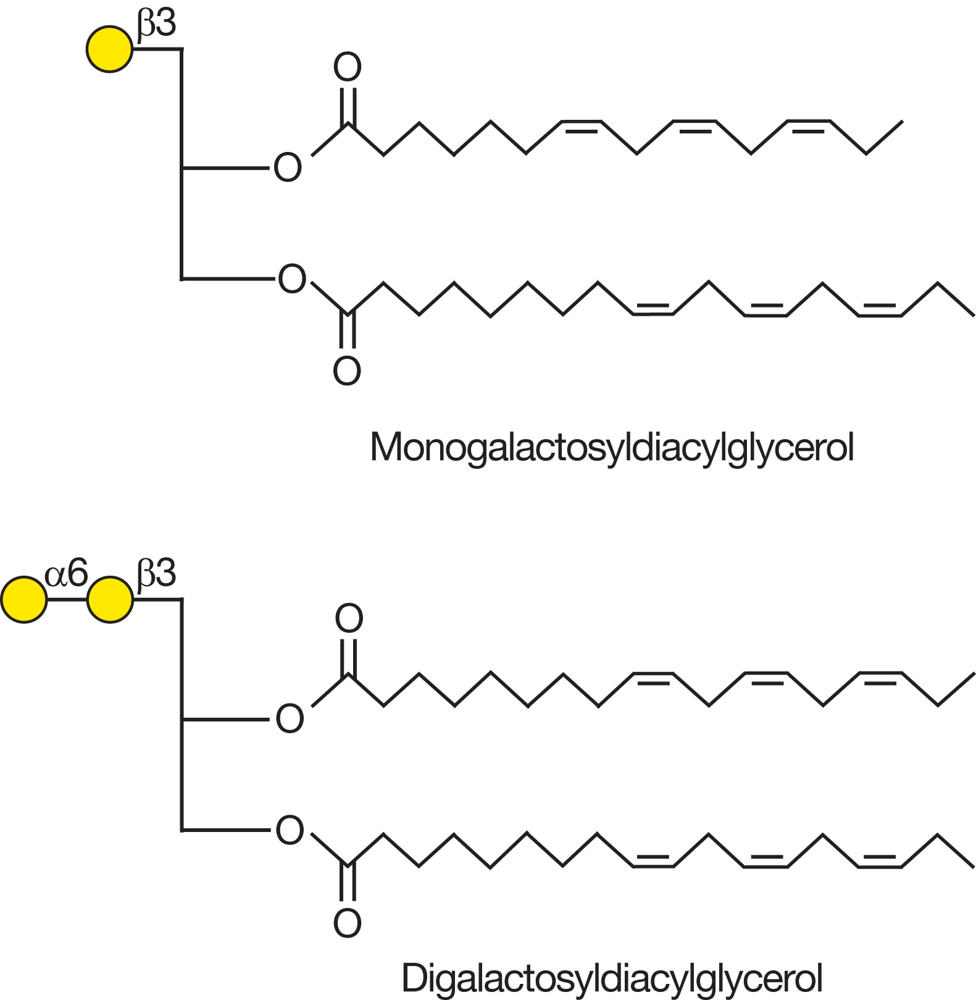 β3
O
O
O
O
Monogalactosyldiacylglycerol
α6 β3
O
O
O
O
Digalactosyldiacylglycerol